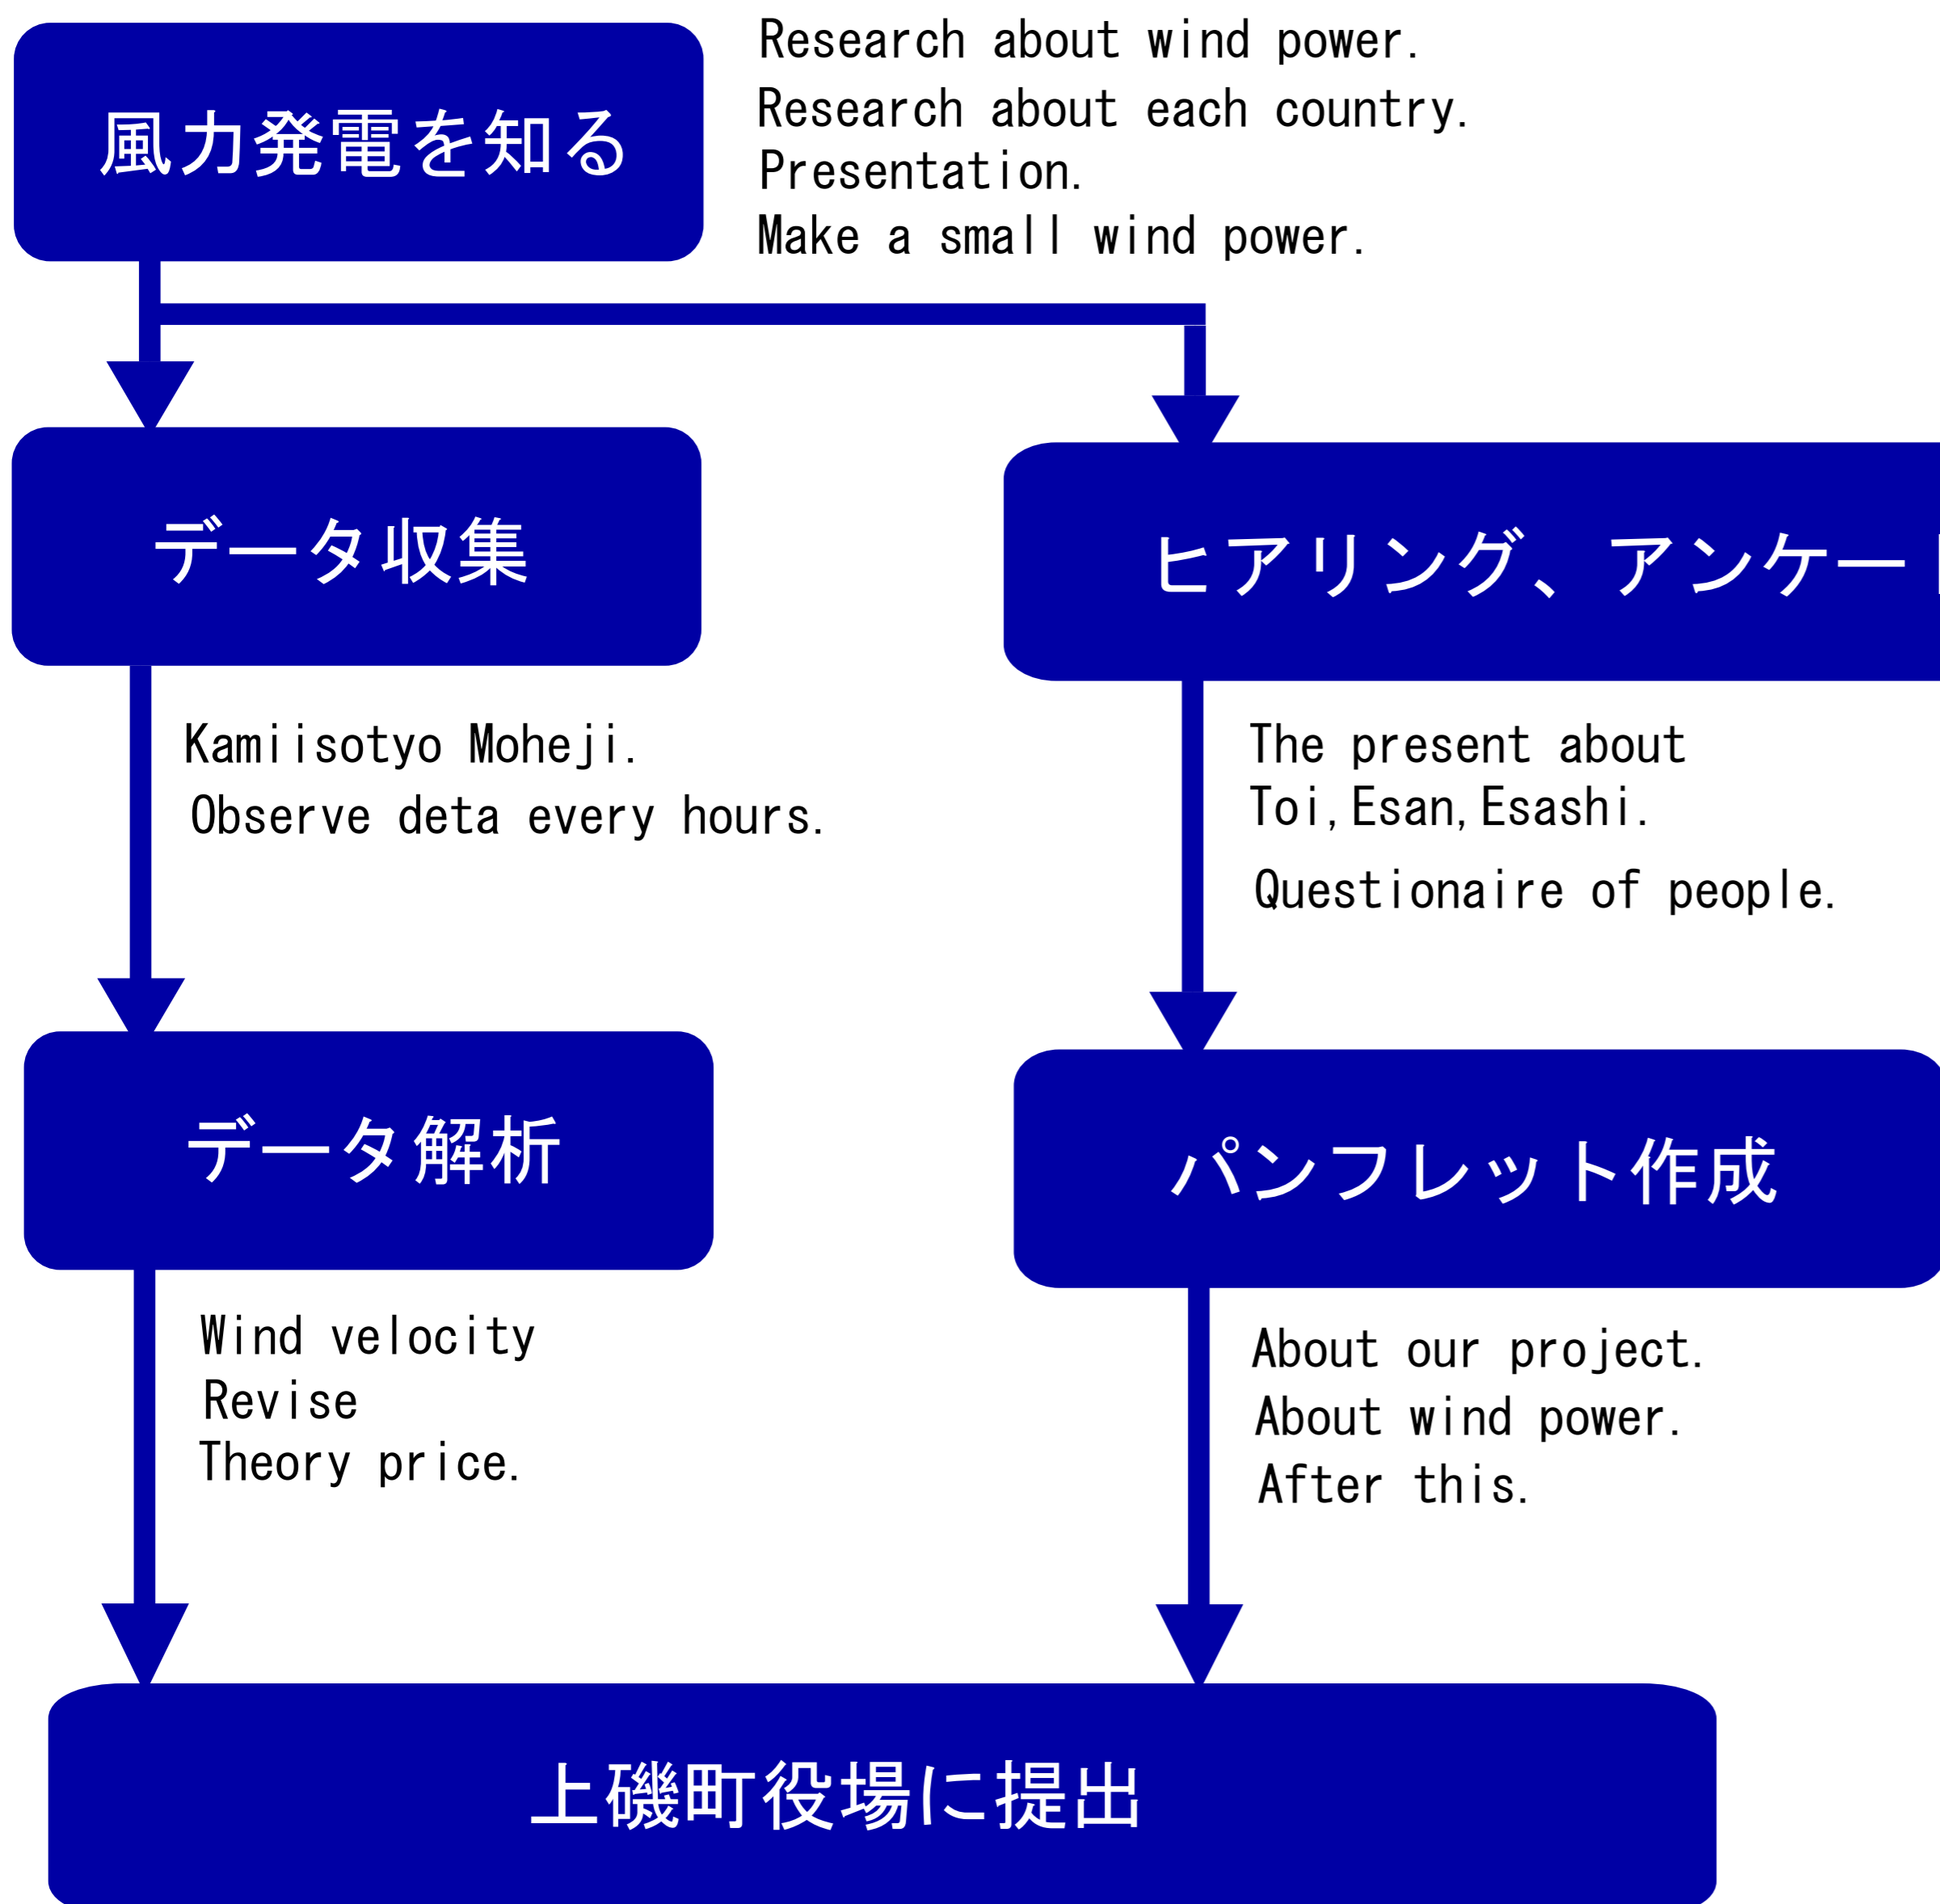 風力発電を知る
Research about wind power.
Research about each country.
Presentation.
Make a small wind power.
データ収集
ヒアリング、アンケート
Kamiisotyo Moheji.
Observe deta every hours.
The present about
Toi,Esan,Esashi.
Questionaire of people.
データ解析
パンフレット作成
Wind velocity
Revise
Theory price.
About our project.
About wind power.
After this.
上磯町役場に提出